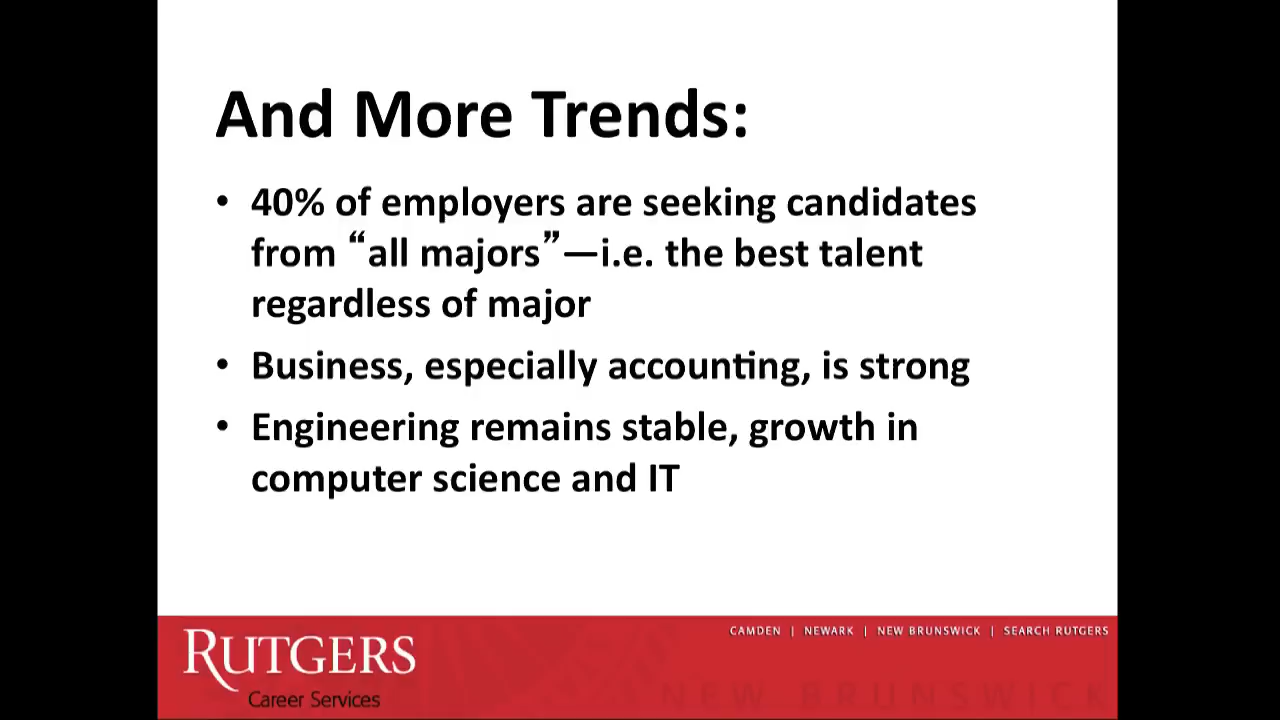 And More Trends:
• 40% of employers are seeking candidates
from “all majors”—i.e. the best talent
regardless of major
• Business, especially accounting, is strong
• Engineering remains stable, growth in
computer science and IT
CAMDEN | NEWARK | NEW BRUNSWICK | SEARCH RUTGERS
RUTGERS
Career Services
NEW BRUNSWICK